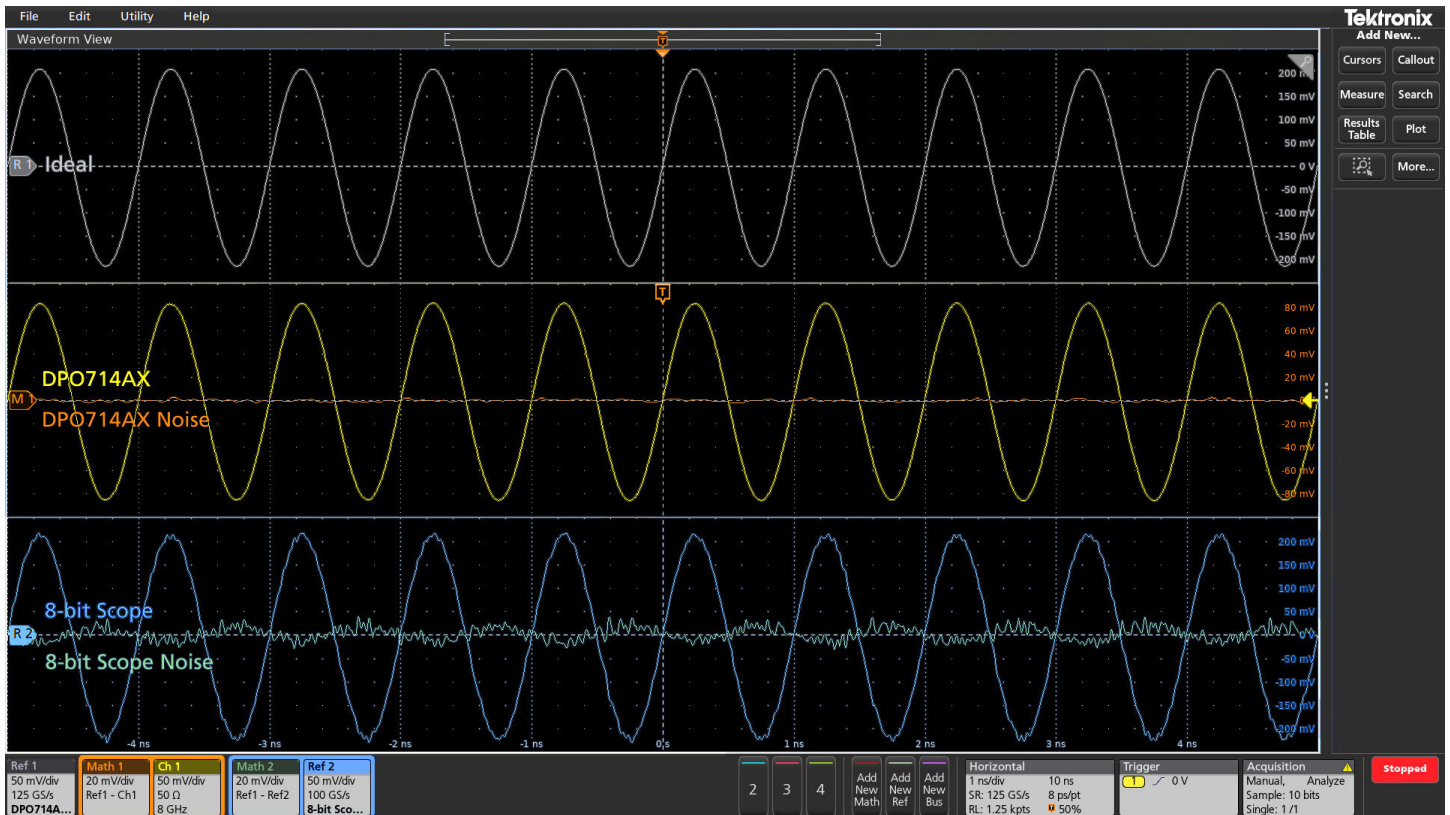 File Edit Utility Help
Tektronix
Waveform View
Add New...
Cursors Callout
Measure Search
Results Table Plot
More...
T
200 mV
150 mV
100 mV
50 mV
0 V
-50 mV
-100 mV
-150 mV
-200 mV
R 1 Ideal
T
80 mV
60 mV
40 mV
20 mV
-20 mV
-40 mV
-60 mV
-80 mV
DPO714AX
M 1
DPO714AX Noise
200 mV
150 mV
100 mV
50 mV
0 V
-50 mV
-100 mV
-150 mV
-200 mV
8-bit Scope
R 2
8-bit Scope Noise
-4 ns -3 ns -2 ns -1 ns 0 s 1 ns 2 ns 3 ns 4 ns
Ref 1
50 mV/div
125 GS/s
DPO714A...
Math 1
20 mV/div
Ref1 - Ch1
Ch 1
50 mV/div
50 Ω
8 GHz
Math 2
20 mV/div
Ref1 - Ref2
Ref 2
50 mV/div
100 GS/s
8-bit Sco...
2 3 4
Add New Math
Add New Ref
Add New Bus
Horizontal
1 ns/div 10 ns
SR: 125 GS/s 8 ps/pt
RL: 1.25 kpts 50%
Trigger
1 0 V
Acquisition
Manual, Analyze
Sample: 10 bits
Single: 1 /1
Stopped